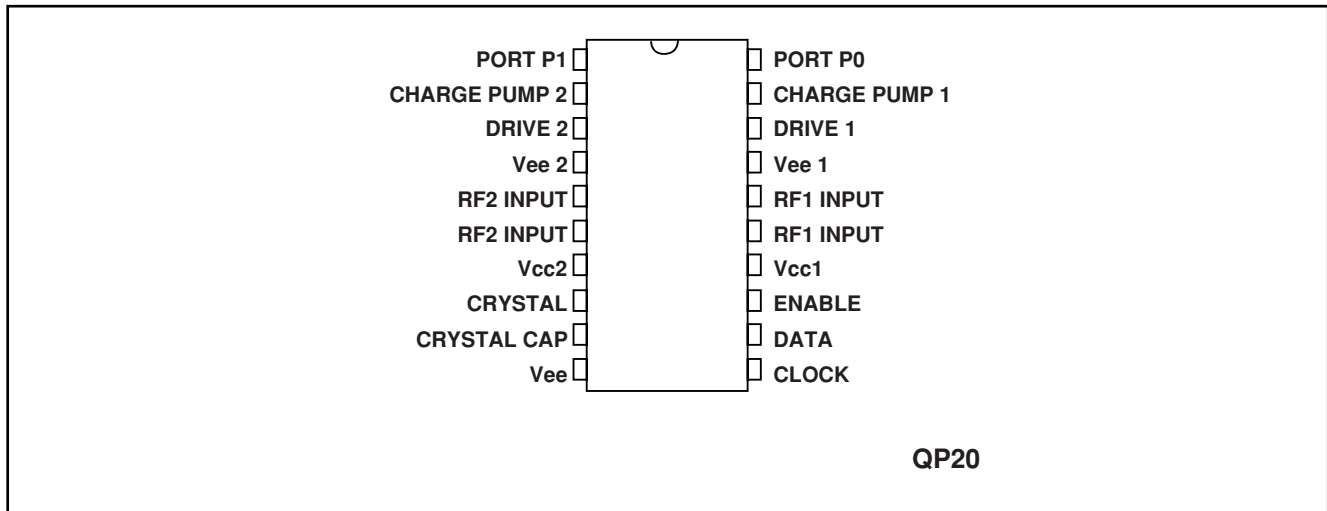 PORT P1 PORT P0
CHARGE PUMP 2 CHARGE PUMP 1
DRIVE 2 DRIVE 1
Vee 2 Vee 1
RF2 INPUT RF1 INPUT
RF2 INPUT RF1 INPUT
Vcc2 Vcc1
CRYSTAL ENABLE
CRYSTAL CAP DATA
Vee CLOCK
QP20